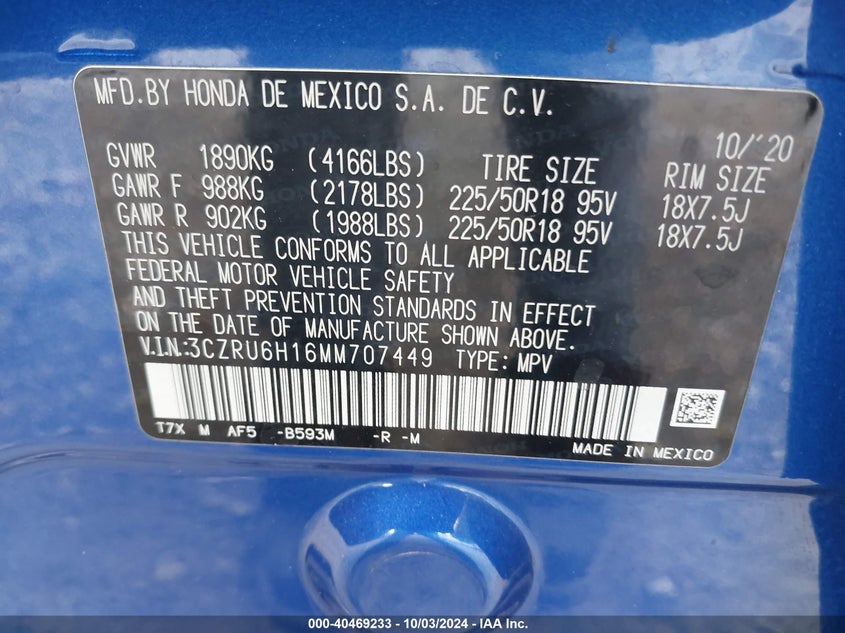 MFD.BY HONDA DE MEXICO S.A. DE C.V.
10/'20
GVWR 1890KG (4166LBS) TIRE SIZE RIM SIZE
GAWR F 988KG (2178LBS) 225/50R18 95V 18X7.5J
GAWR R 902KG (1988LBS) 225/50R18 95V 18X7.5J
THIS VEHICLE CONFORMS TO ALL APPLICABLE
FEDERAL MOTOR VEHICLE SAFETY
AND THEFT PREVENTION STANDARDS IN EFFECT
ON THE DATE OF MANUFACTURE SHOWN ABOVE.
V.I.N.:3CZRU6H16MM707449 TYPE: MPV
T7X M AF5 -B593M -R -M
MADE IN MEXICO
000-40469233 - 10/03/2024 - IAA Inc.